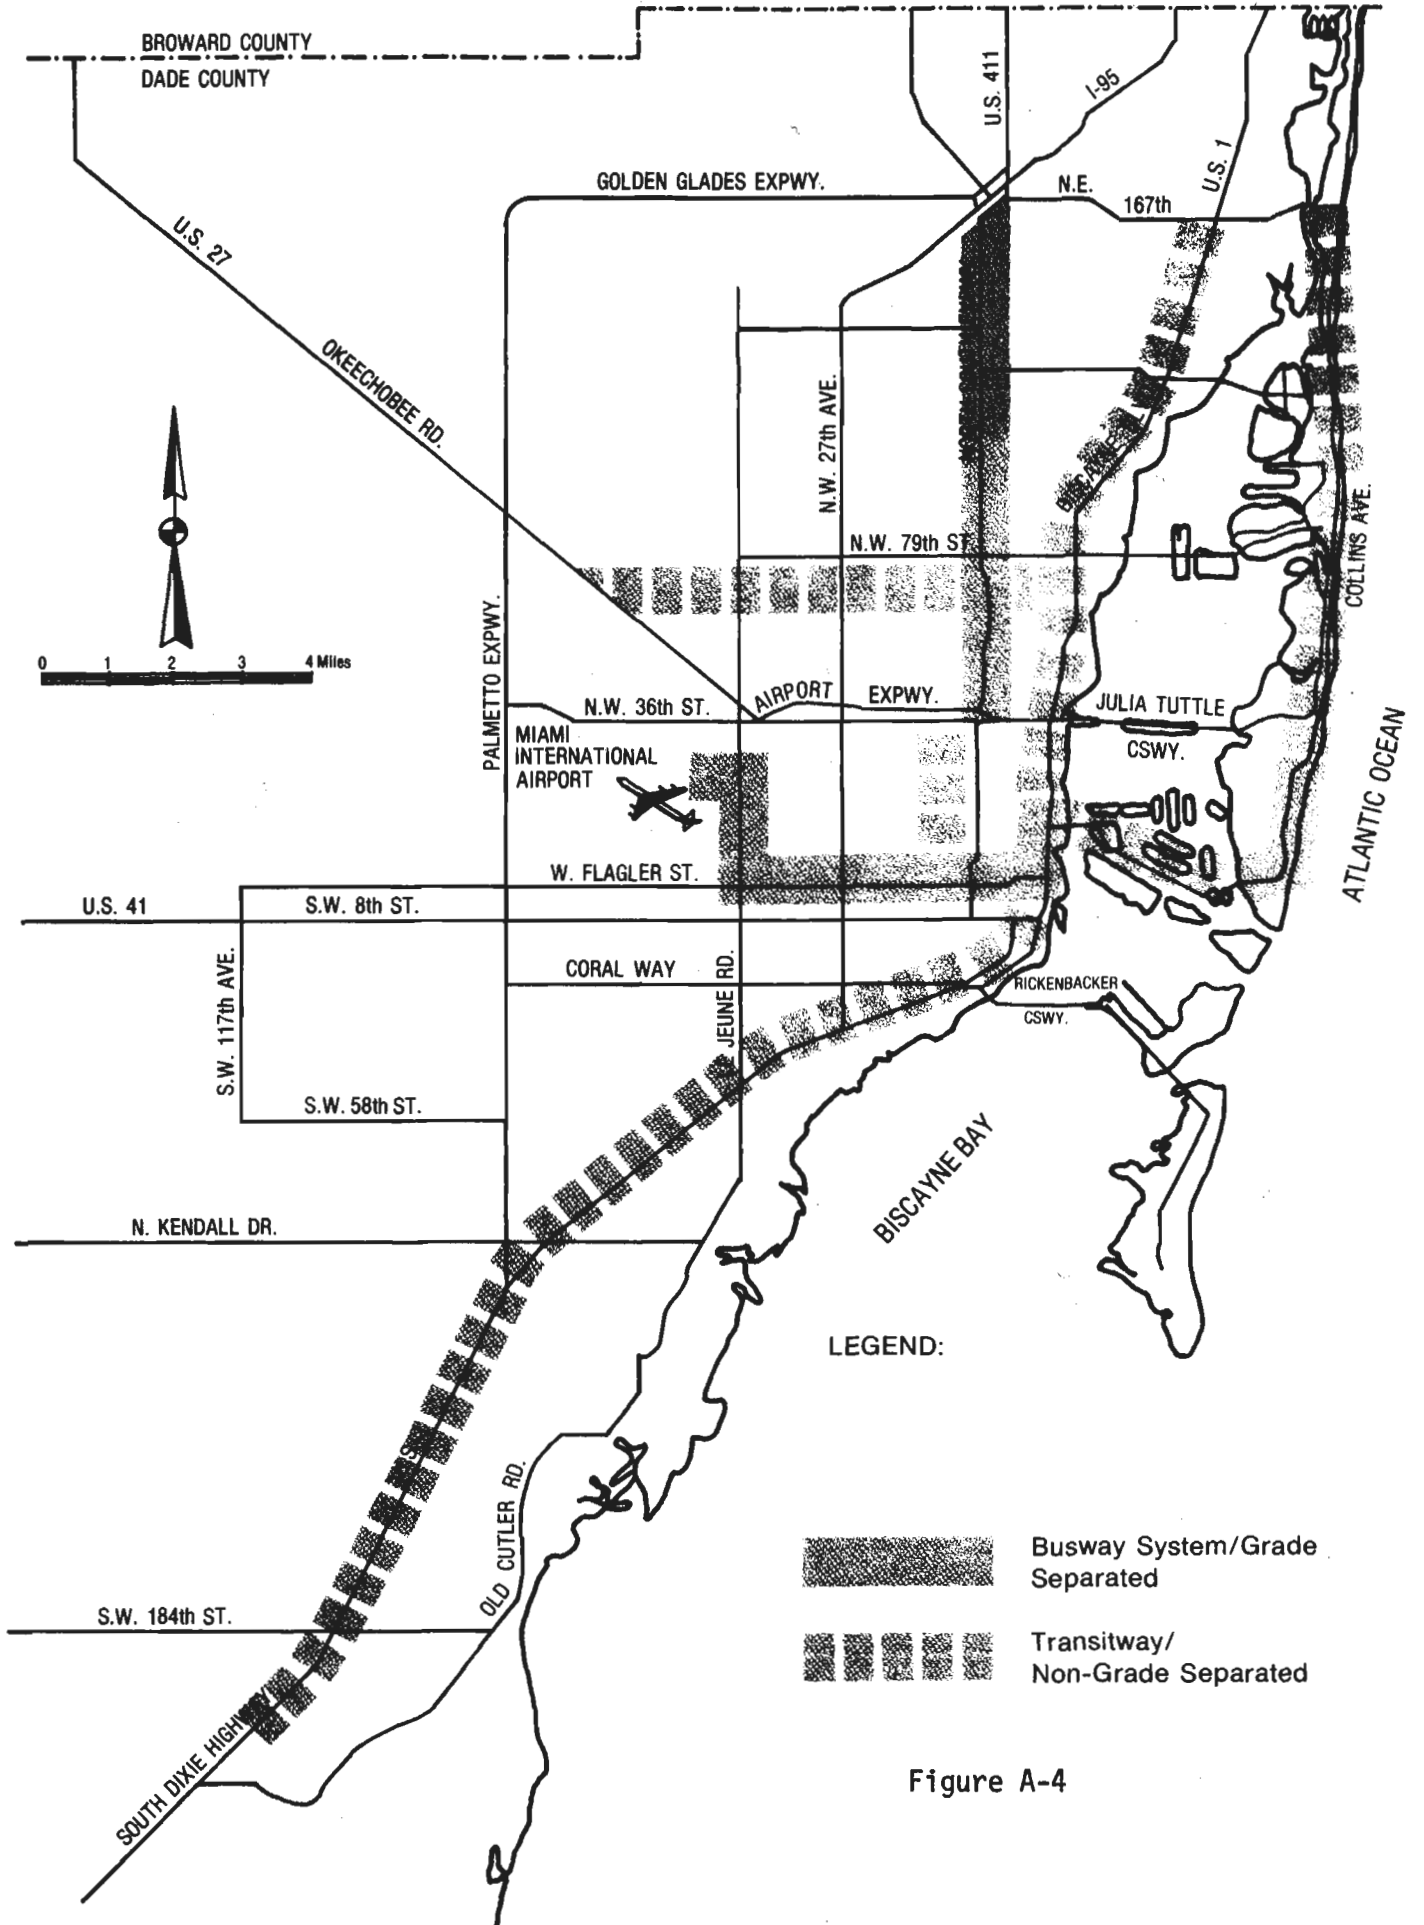 BROWARD COUNTY
DADE COUNTY
U.S. 411
I-95
GOLDEN GLADES EXPWY.
N.E.
167th
U.S. 1
U.S. 27
OKEECHOBEE RD.
N.W. 27th AVE.
COLLINS AVE.
N.W. 79th ST
PALMETTO EXPWY.
0 1 2 3 4 Miles
N.W. 36th ST.
AIRPORT EXPWY.
JULIA TUTTLE
CSWY.
MIAMI
INTERNATIONAL
AIRPORT
ATLANTIC OCEAN
W. FLAGLER ST.
U.S. 41
S.W. 8th ST.
S.W. 117th AVE.
CORAL WAY
JEUNE RD.
RICKENBACKER
CSWY.
S.W. 58th ST.
BISCAYNE BAY
N. KENDALL DR.
LEGEND:
OLD CUTLER RD.
Busway System/Grade
Separated
S.W. 184th ST.
Transitway/
Non-Grade Separated
SOUTH DIXIE HIGHWAY
Figure A-4